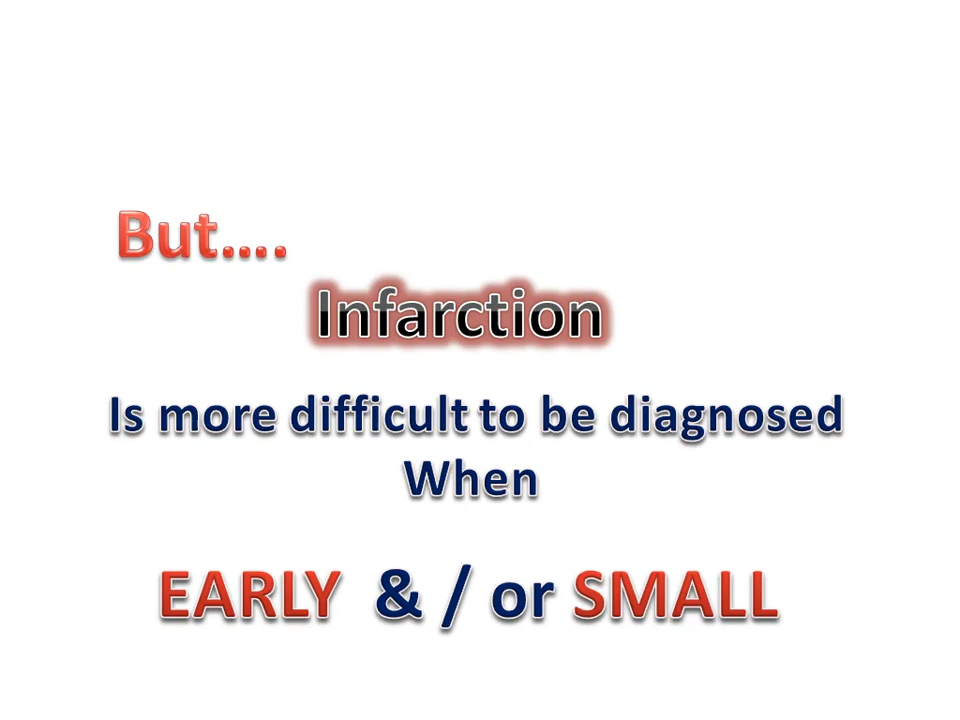 But....
Infarction
Is more difficult to be diagnosed
When
EARLY & / or SMALL